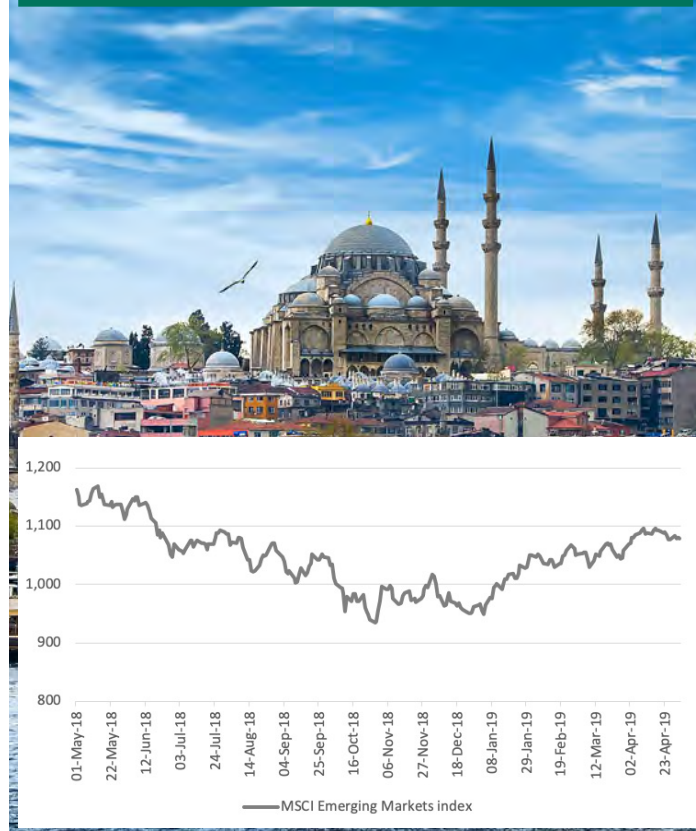 1,200
1,100
1,000
900
800
01-May-18
22-May-18
12-Jun-18
03-Jul-18
24-Jul-18
14-Aug-18
04-Sep-18
25-Sep-18
16-Oct-18
06-Nov-18
27-Nov-18
18-Dec-18
08-Jan-19
29-Jan-19
19-Feb-19
12-Mar-19
02-Apr-19
23-Apr-19
MSCI Emerging Markets index